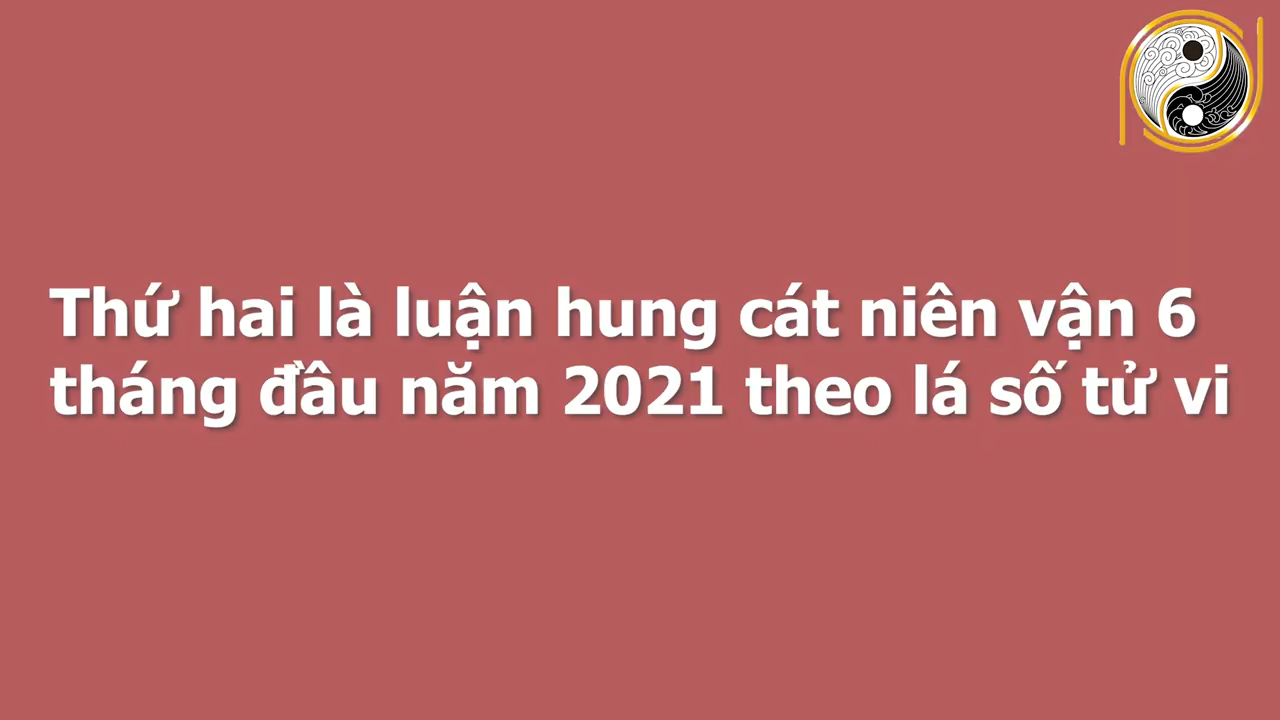 Thứ hai là luận hung cát niên vận 6
tháng đầu năm 2021 theo lá số tử vi